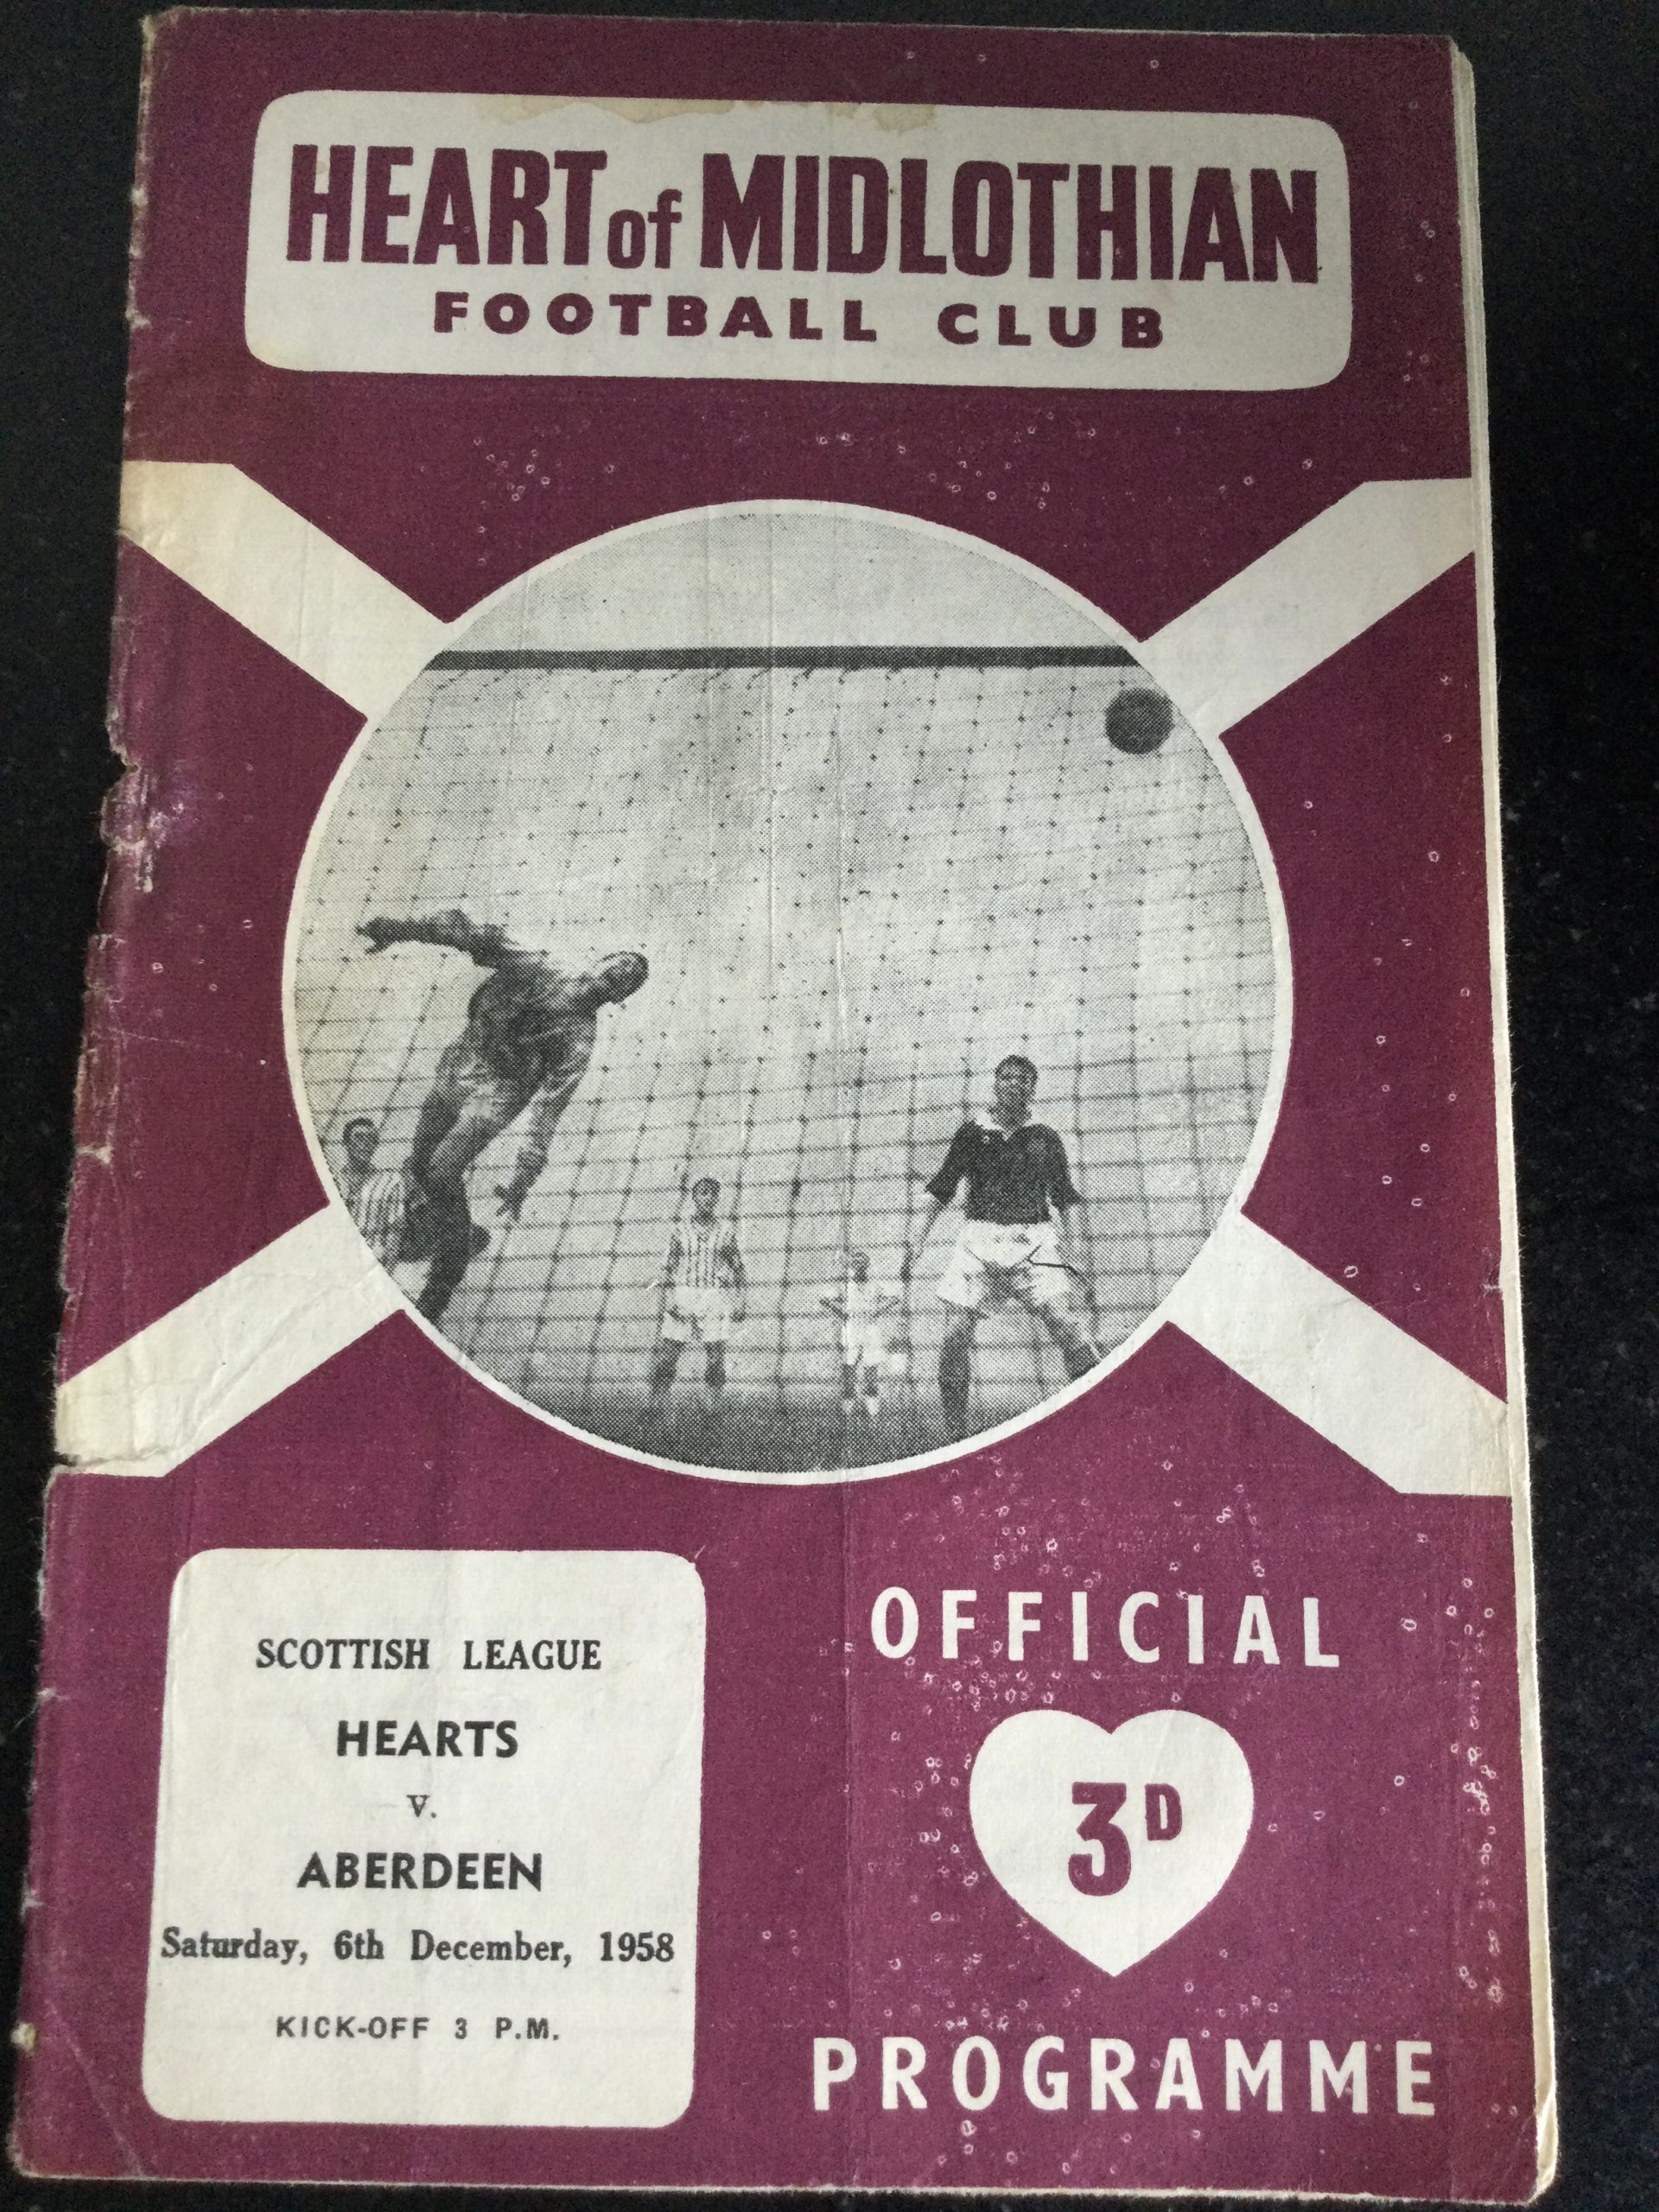 HEART of MIDLOTHIAN
FOOTBALL CLUB
SCOTTISH LEAGUE
HEARTS
V.
ABERDEEN
Saturday, 6th December, 1958
KICK-OFF 3 P.M.
OFFICIAL
3D
PROGRAMME